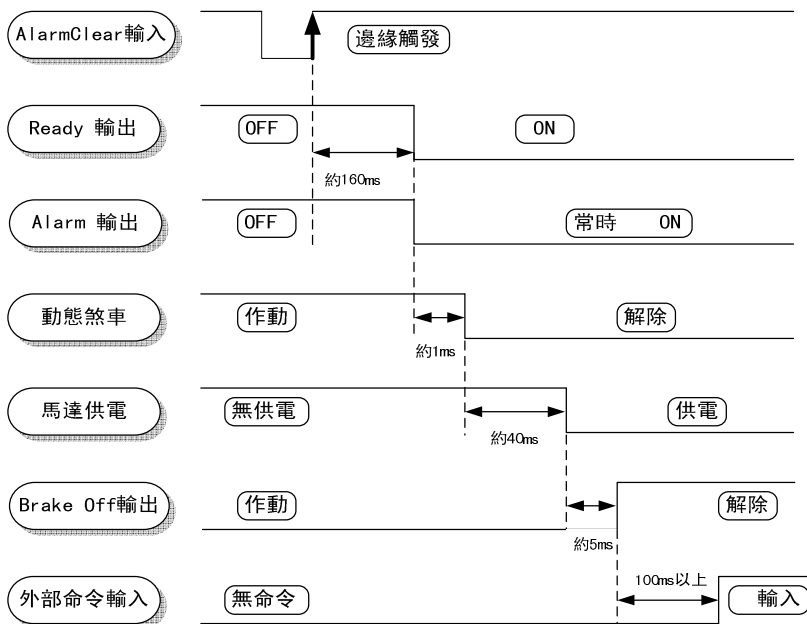 AlarmClear輸入
邊緣觸發
Ready 輸出
OFF
ON
約160ms
Alarm 輸出
OFF
常時 ON
動態煞車
作動
解除
約1ms
馬達供電
無供電
供電
約40ms
Brake Off輸出
作動
解除
約5ms
100ms以上
外部命令輸入
無命令
輸入